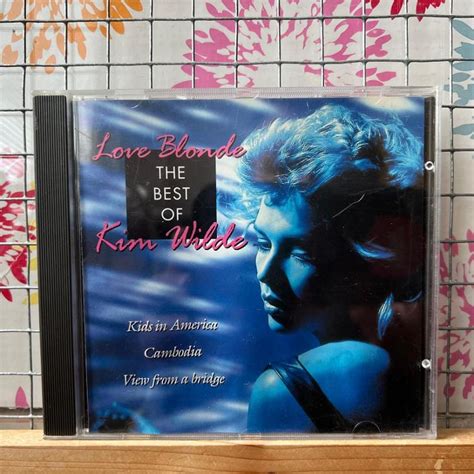 Love Blonde
THE
BEST
OF
Kim Wilde
Kids in America
Cambodia
View from a bridge